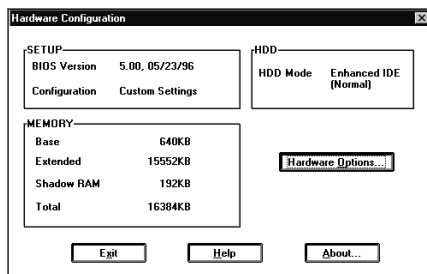 Hardware Configuration
SETUP
BIOS Version 5.00, 05/23/96
Configuration Custom Settings
HDD
HDD Mode Enhanced IDE
(Normal)
MEMORY
Base 640KB
Extended 15552KB
Shadow RAM 192KB
Total 16384KB
Hardware Options...
Exit Help About...